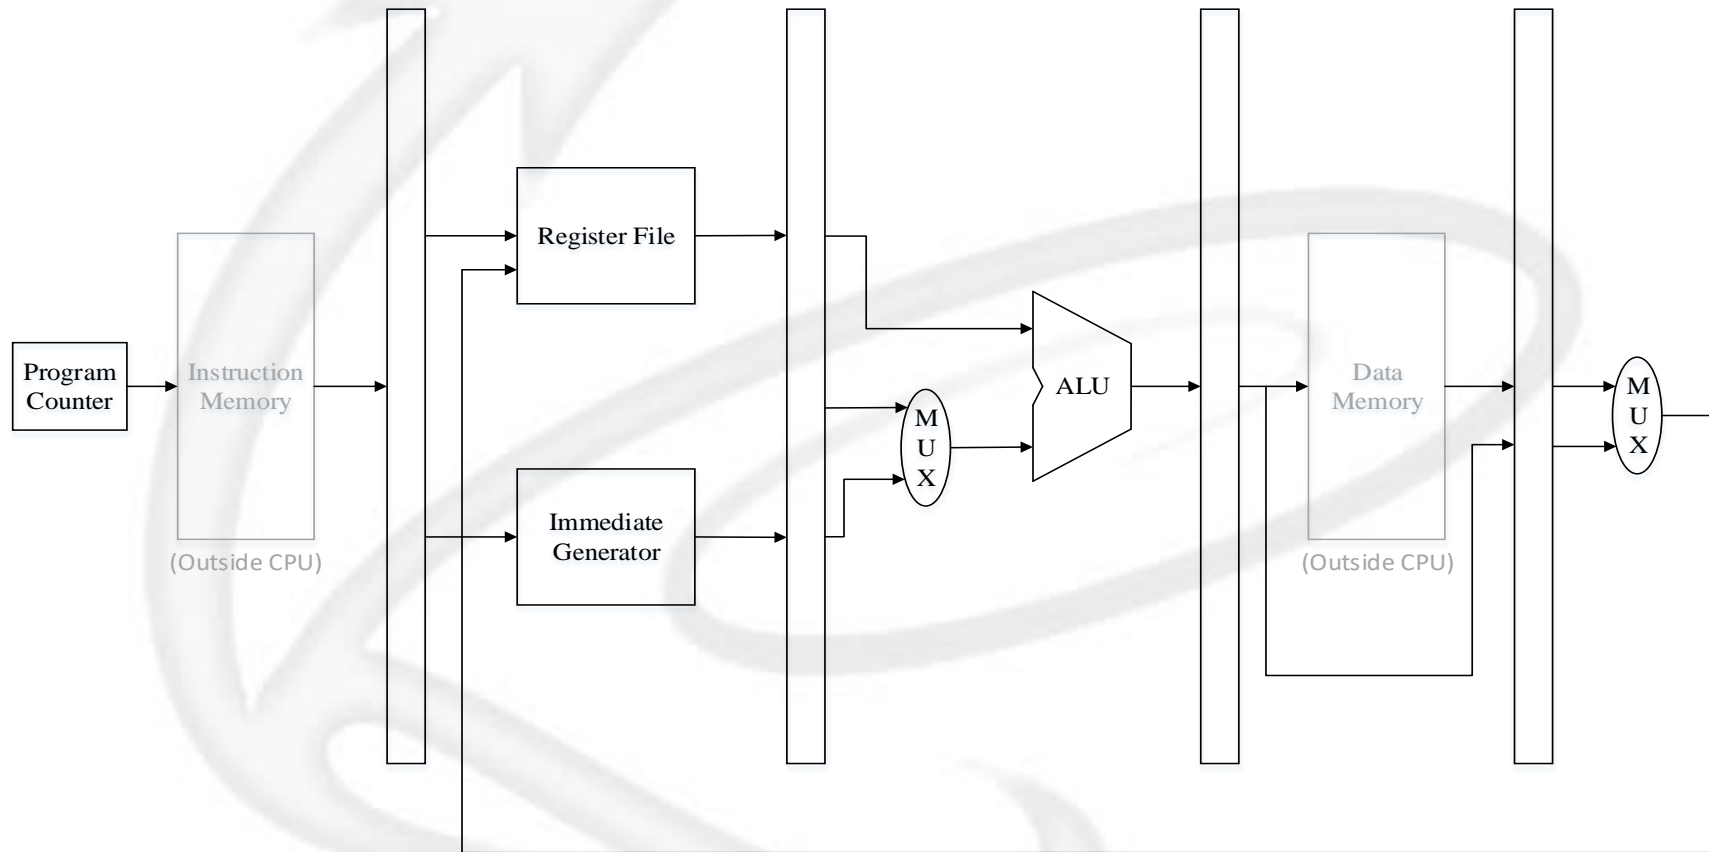 Register File
Program
Counter
Instruction
Memory
(Outside CPU)
Immediate
Generator
M
U
X
ALU
Data
Memory
(Outside CPU)
M
U
X